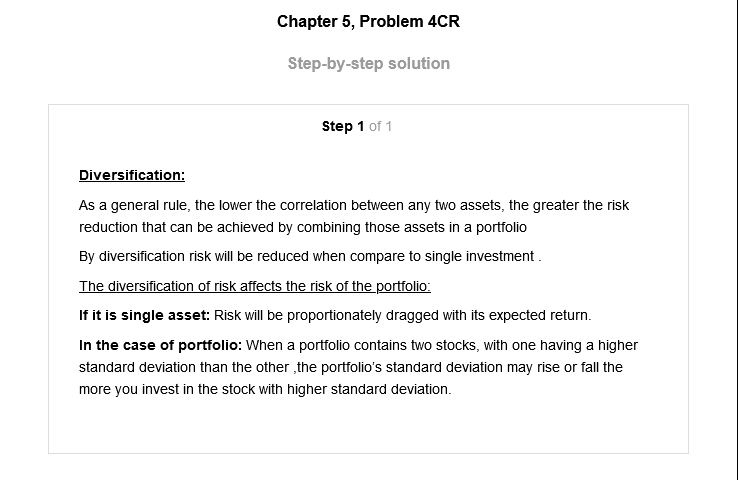 Chapter 5, Problem 4CR
Step-by-step solution
Step 1 of 1
Diversification:
As a general rule, the lower the correlation between any two assets, the greater the risk
reduction that can be achieved by combining those assets in a portfolio
By diversification risk will be reduced when compare to single investment .
The diversification of risk affects the risk of the portfolio:
If it is single asset: Risk will be proportionately dragged with its expected return.
In the case of portfolio: When a portfolio contains two stocks, with one having a higher
standard deviation than the other ,the portfolio's standard deviation may rise or fall the
more you invest in the stock with higher standard deviation.